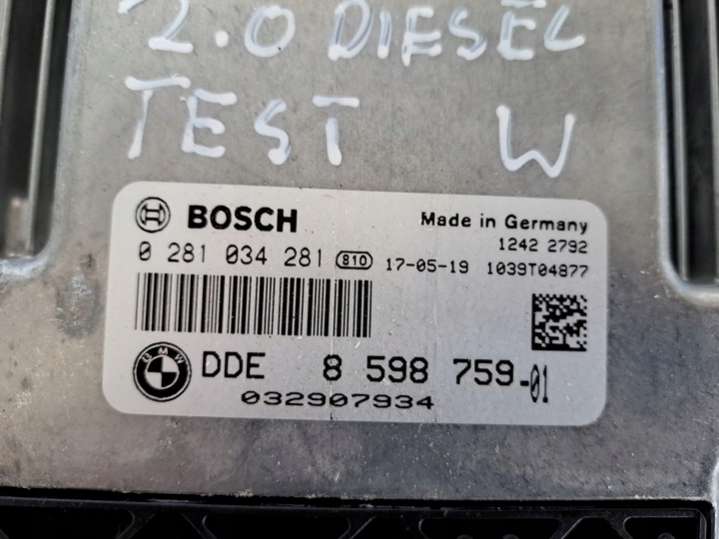 2.0 DIESEL
TEST W
BOSCH Made in Germany
1242 2792
0 281 034 281 810 17-05-19 1039T04877
BMW DDE 8 598 759-01
032907934